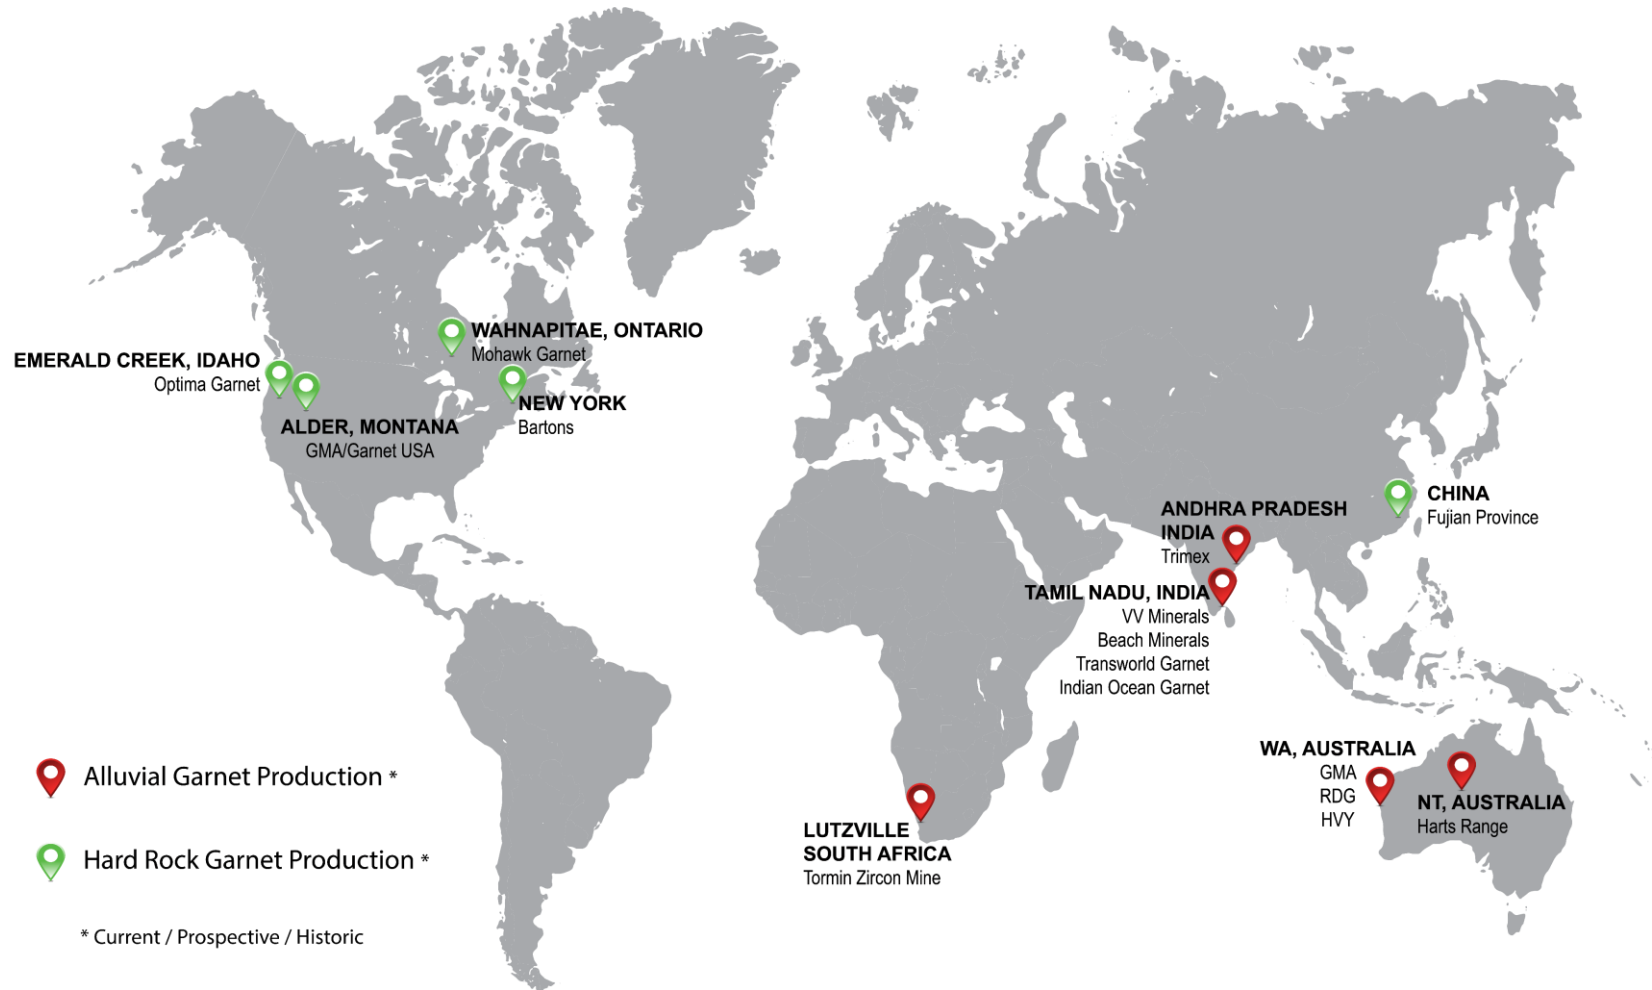 WAHNAPITAE, ONTARIO
Mohawk Garnet
EMERALD CREEK, IDAHO
Optima Garnet
NEW YORK
Bartons
ALDER, MONTANA
GMA/Garnet USA
CHINA
Fujian Province
ANDHRA PRADESH
INDIA
Trimex
TAMIL NADU, INDIA
VV Minerals
Beach Minerals
Transworld Garnet
Indian Ocean Garnet
WA, AUSTRALIA
GMA
RDG
HVY
NT, AUSTRALIA
Harts Range
LUTZVILLE
SOUTH AFRICA
Tormin Zircon Mine
Alluvial Garnet Production *
Hard Rock Garnet Production *
* Current / Prospective / Historic